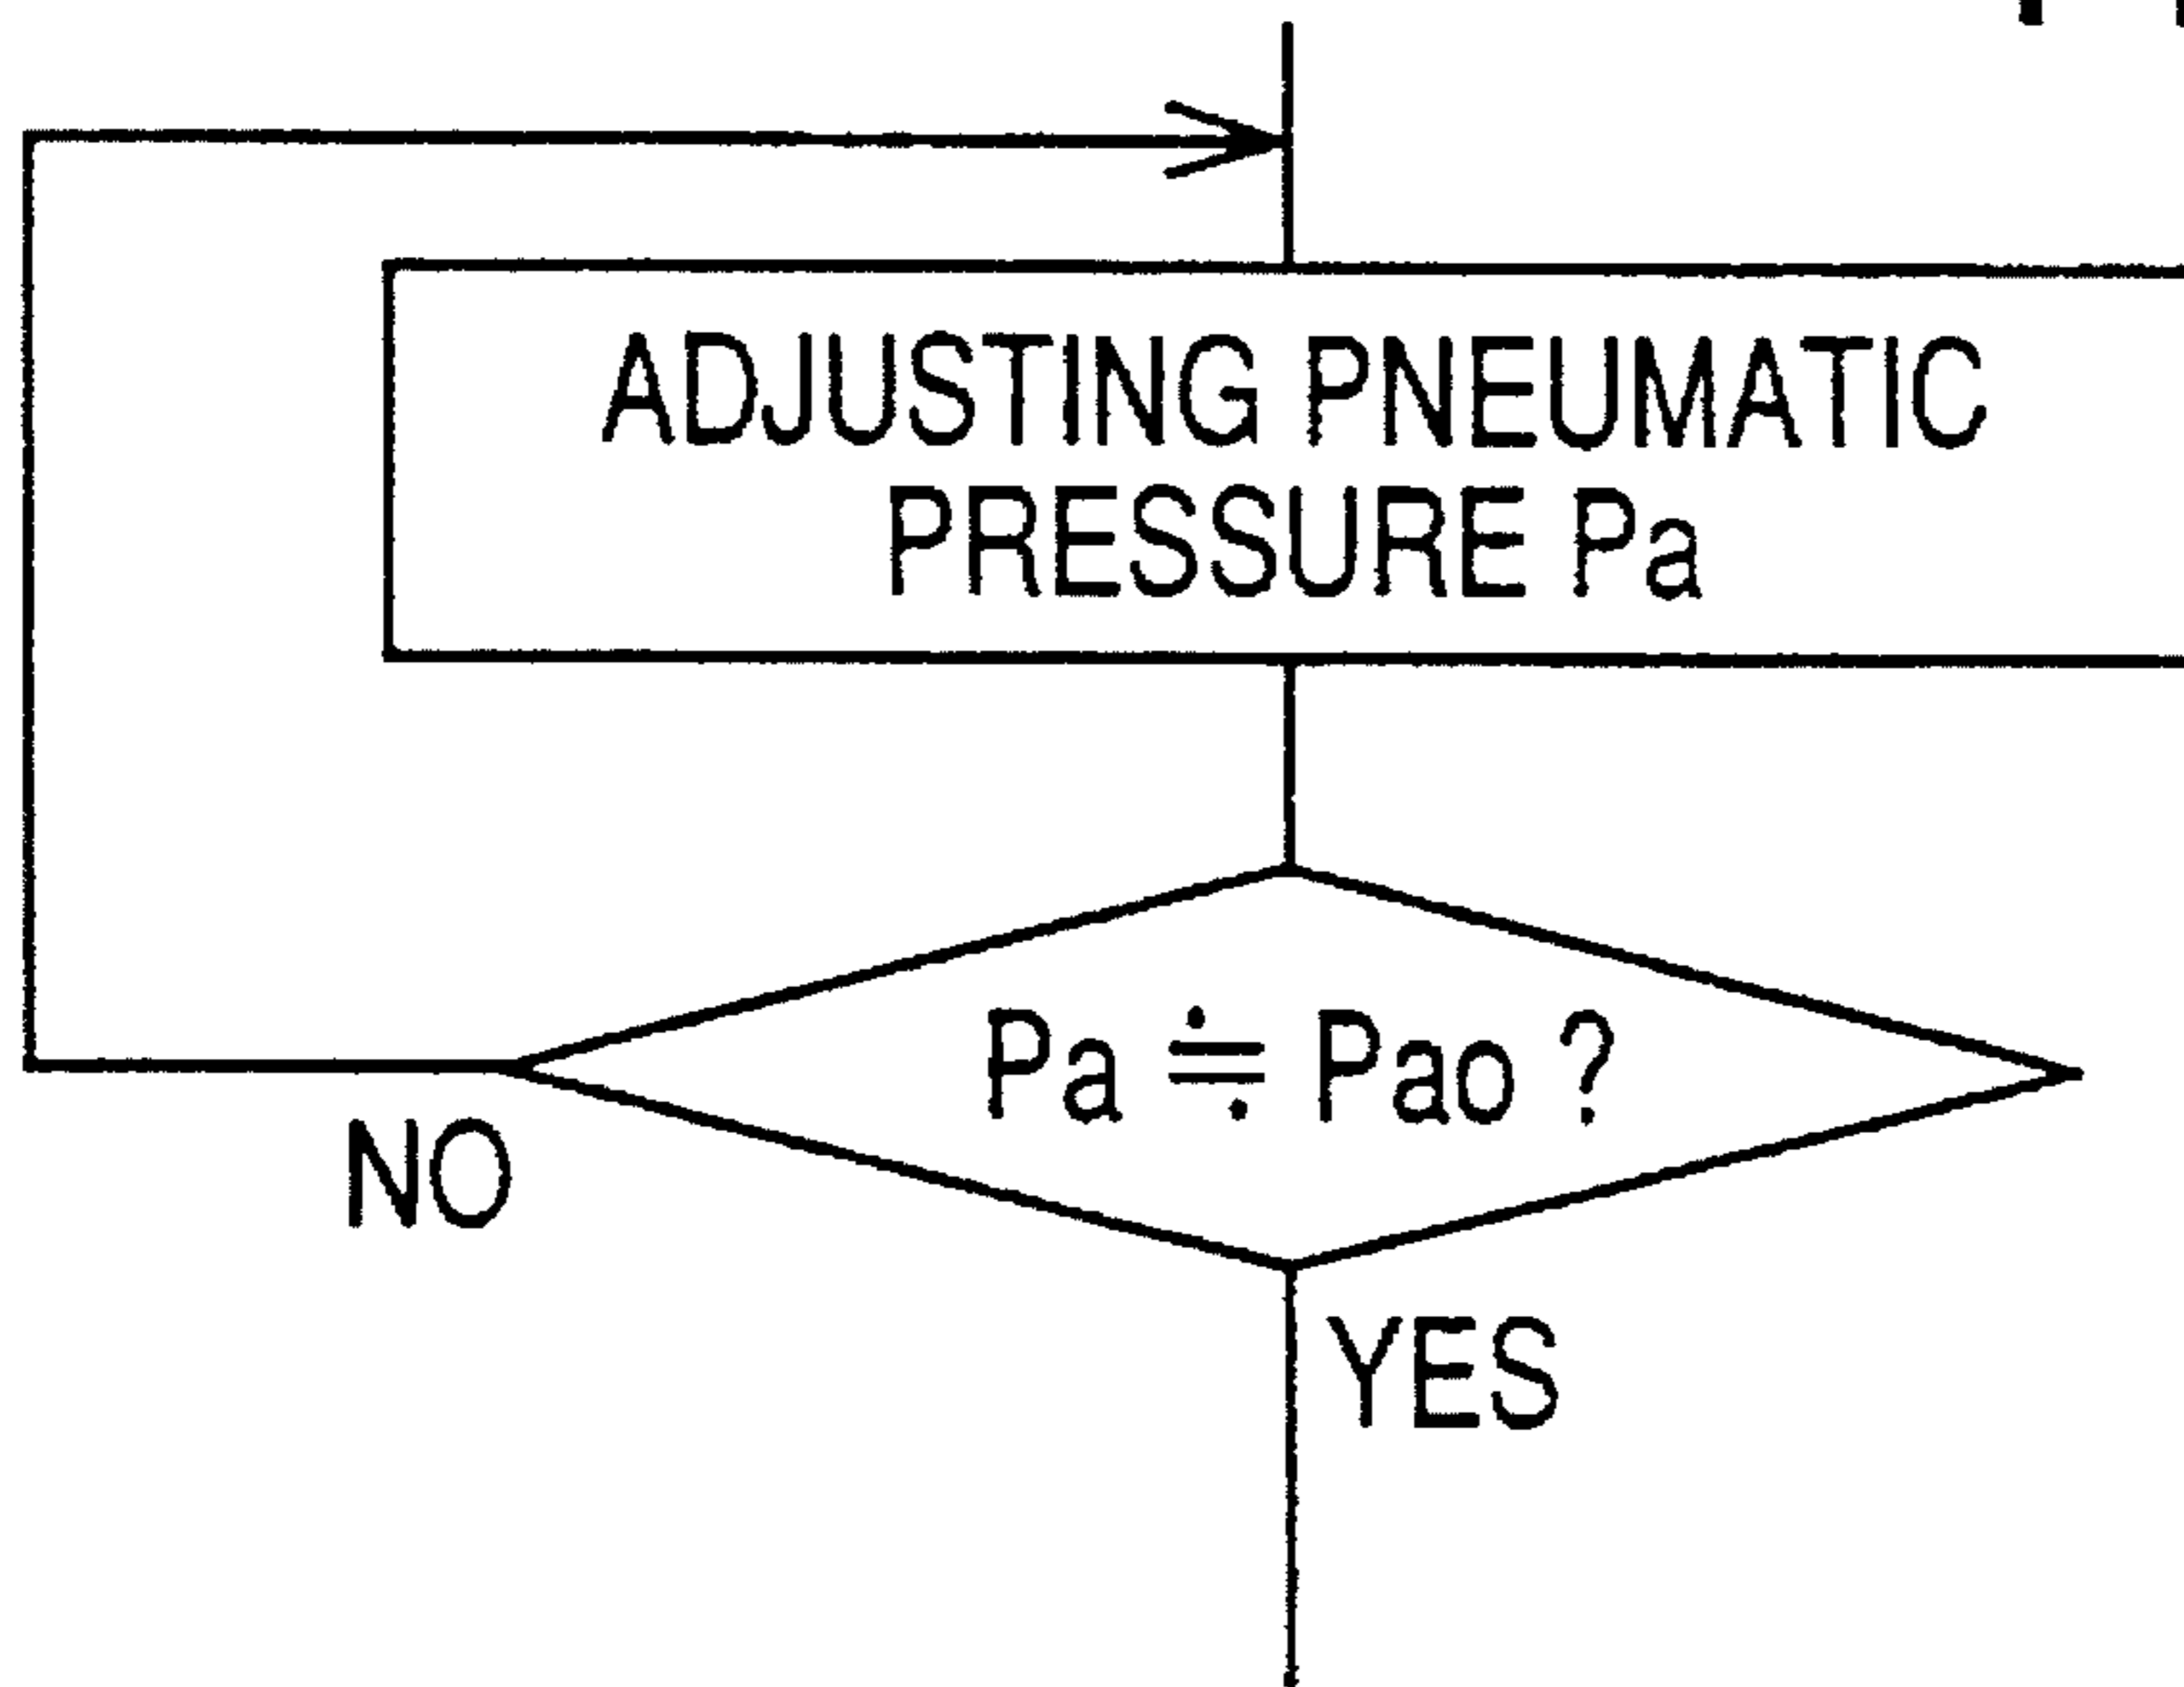 ADJUSTING PNEUMATIC
PRESSURE Pa
Pa ≒ Pao ?
NO
YES